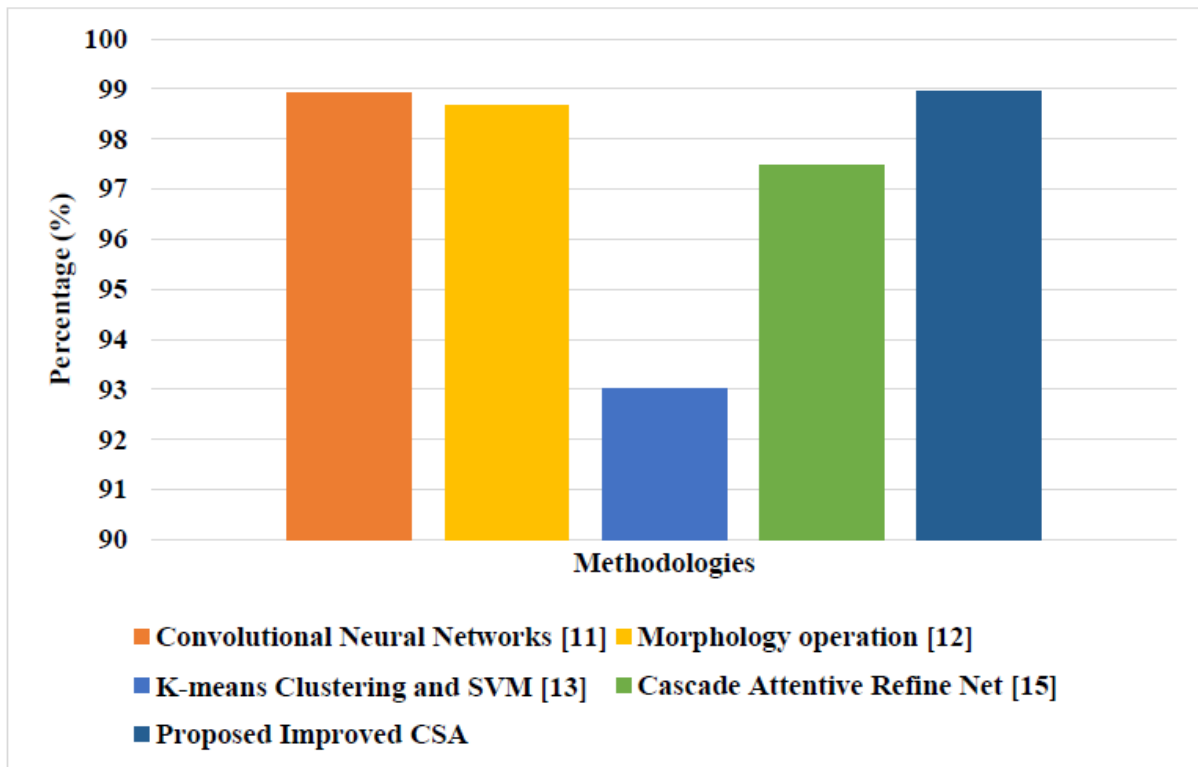 100
99
98
97
96
95
94
93
92
91
90
Percentage (%)
Methodologies
Convolutional Neural Networks [11] Morphology operation [12]
K-means Clustering and SVM [13] Cascade Attentive Refine Net [15]
Proposed Improved CSA